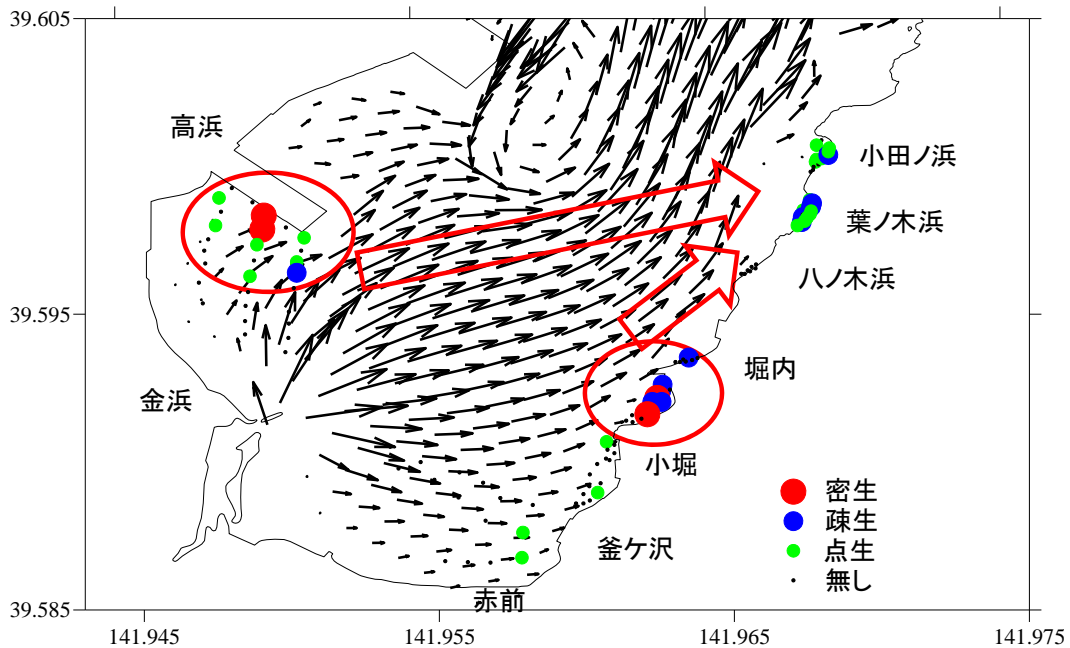 39.605
高浜
小田ノ浜
葉ノ木浜
八ノ木浜
39.595
堀内
金浜
小堀
密生
疎生
釜ケ沢
点生
無し
赤前
39.585
141.945
141.955
141.965
141.975